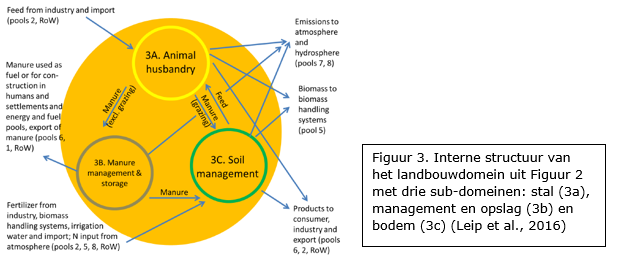 Feed from industry and import
(pools 2, RoW)
Manure used as
fuel or for con-
struction in
humans and
settlements and
energy and fuel
pools, export of
manure (pools 6,
1, RoW)
Fertilizer from
industry, biomass
handling systems, irrigation
water and import; N input from
atmosphere (pools 2, 5, 8, RoW)
3A. Animal
husbandry
Manure
(excl. grazing)
Manure
(grazing)
Feed
3B. Manure
management &
storage
3C. Soil
management
Manure
Emissions to
atmosphere
and
hydrosphere
(pools 7, 8)
Biomass to
biomass
handling
systems
(pool 5)
Products to
consumer,
industry and
export (pools
6, 2, RoW)
Figuur 3. Interne structuur van
het landbouwdomein uit Figuur 2
met drie sub-domeinen: stal (3a),
management en opslag (3b) en
bodem (3c) (Leip et al., 2016)